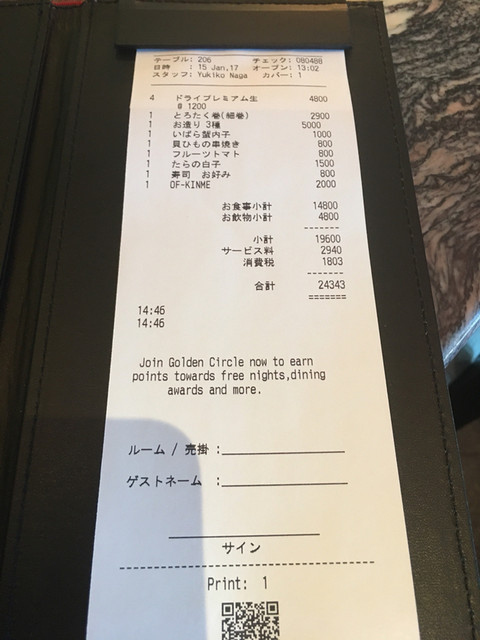 テーブル: 206 チェック: 080488
日時 : 15 Jan.17 オープン: 13:02
スタッフ: Yukiko Naga カバー: 1
4 ドライプレミアム生 4800
@ 1200
1 とろたく巻(細巻) 2900
1 お造り 3種 5000
1 いばら蟹内子 1000
1 貝ひもの串焼き 800
1 フルーツトマト 800
1 たらの白子 1500
1 寿司 お好み 800
1 OF-KINME 2000
お食事小計 14800
お飲物小計 4800
-------
小計 19600
サービス料 2940
消費税 1803
-------
合計 24343
=======
14:46
14:46
Join Golden Circle now to earn
points towards free nights,dining
awards and more.
ルーム / 売掛 :
ゲストネーム :
サイン
Print: 1